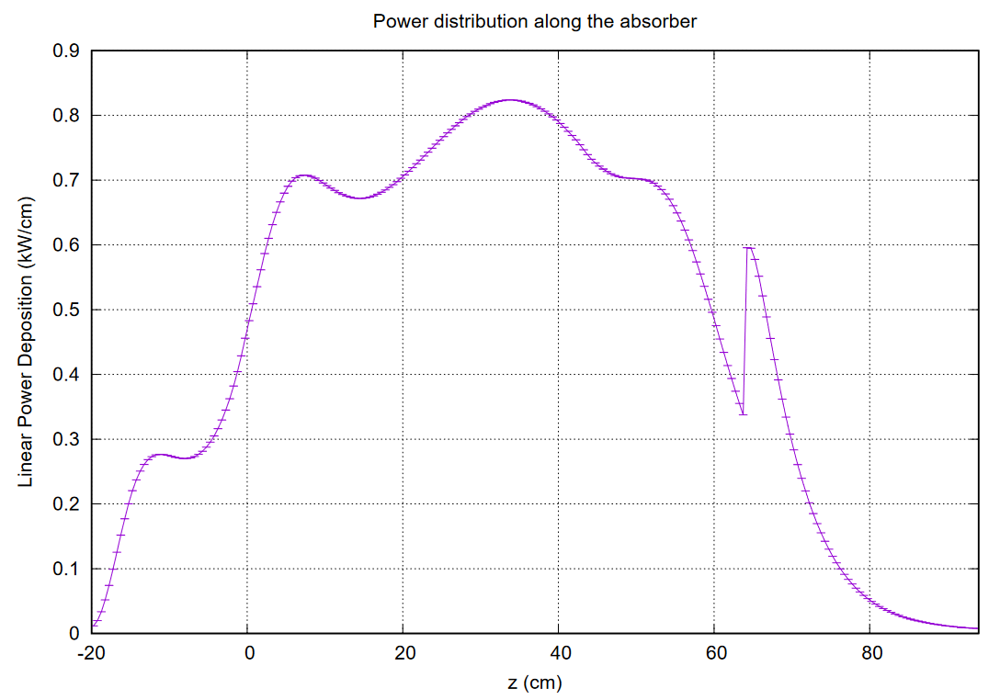 Power distribution along the absorber
0.9
0.8
0.7
0.6
0.5
0.4
0.3
0.2
0.1
0
Linear Power Deposition (kW/cm)
-20 0 20 40 60 80
z (cm)